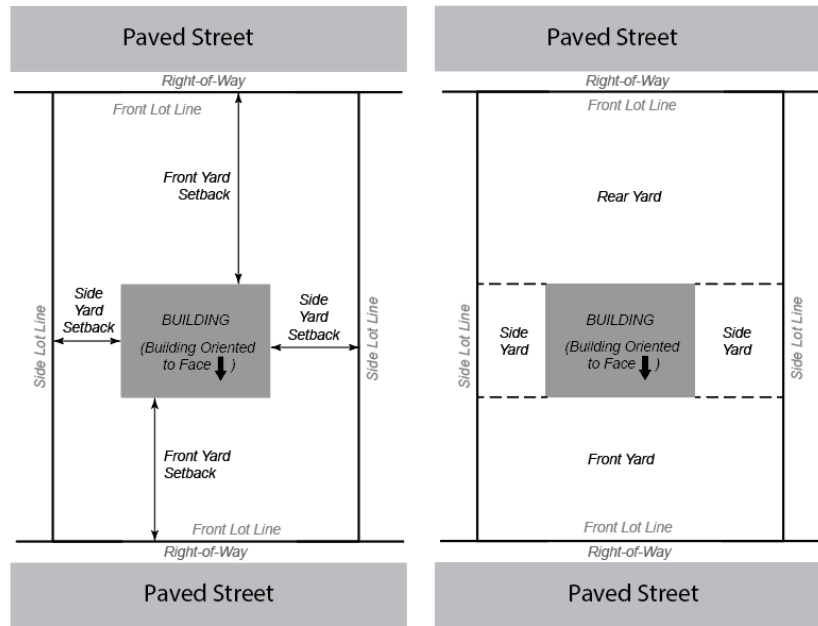 Paved Street
Right-of-Way
Front Lot Line
Front Yard
Setback
Side
Yard
Setback
BUILDING
(Building Oriented
to Face )
Side
Yard
Setback
Side Lot Line
Side Lot Line
Front Yard
Setback
Front Lot Line
Right-of-Way
Paved Street
Paved Street
Right-of-Way
Front Lot Line
Rear Yard
Side Lot Line
Side
Yard
BUILDING
(Building Oriented
to Face )
Side
Yard
Side Lot Line
Front Yard
Front Lot Line
Right-of-Way
Paved Street